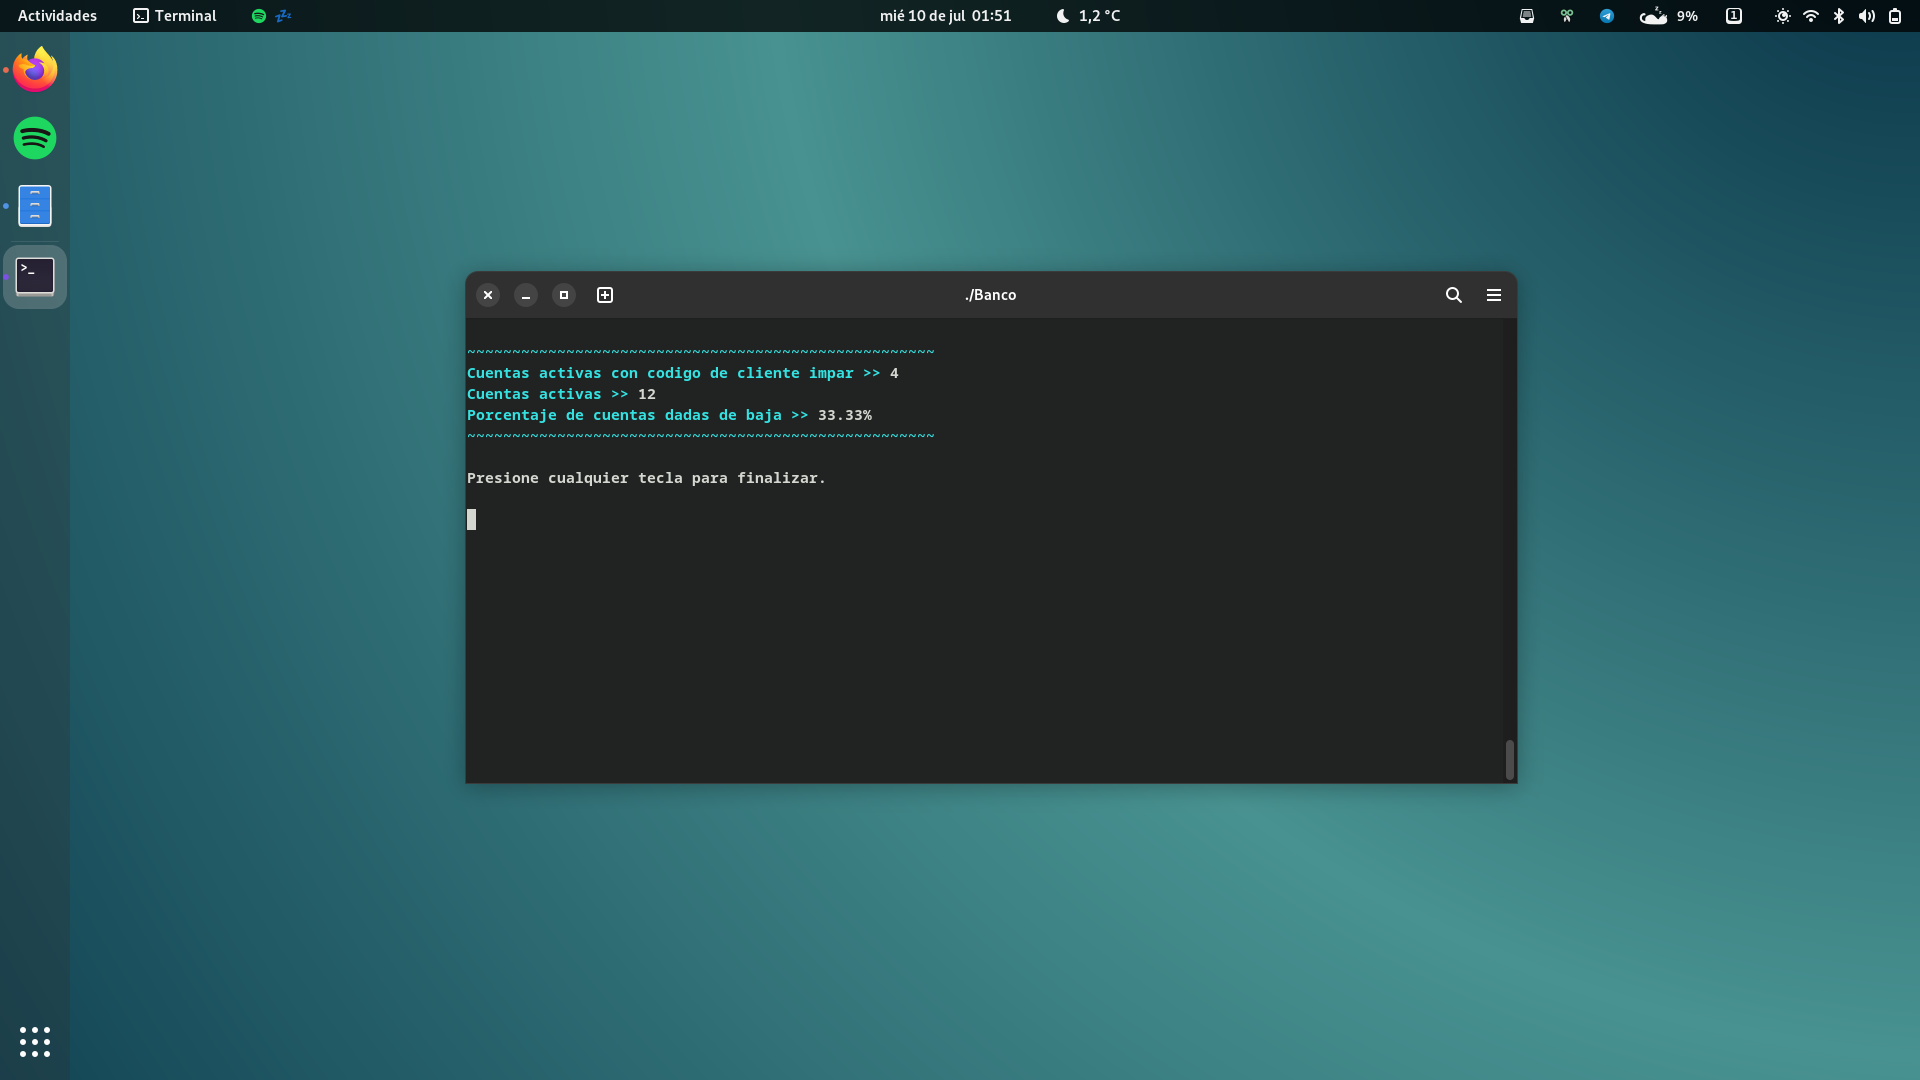 Actividades Terminal mié 10 de jul 01:51 1,2 °C 9% 1
./Banco
~~~~~~~~~~~~~~~~~~~~~~~~~~~~~~~~~~~~~~~~~~~~~~~~~~~~
Cuentas activas con codigo de cliente impar >> 4
Cuentas activas >> 12
Porcentaje de cuentas dadas de baja >> 33.33%
~~~~~~~~~~~~~~~~~~~~~~~~~~~~~~~~~~~~~~~~~~~~~~~~~~~~
Presione cualquier tecla para finalizar.